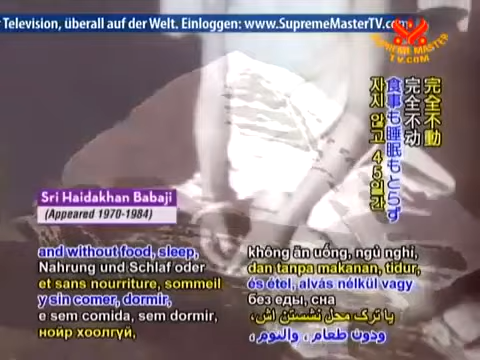 Television, überall auf der Welt. Einloggen: www.SupremeMasterTV.com
SUPREME MASTER
TV.COM
完全不動
完全不动
食事も睡眠もとらず
자지 않고 45일간
Sri Haidakhan Babaji
(Appeared 1970-1984)
and without food, sleep,
Nahrung und Schlaf oder
et sans nourriture, sommeil
y sin comer, dormir,
e sem comida, sem dormir,
нойр хоолгүй,
không ăn uống, ngủ nghỉ,
dan tanpa makanan, tidur,
és étel, alvás nélkül vagy
без еды, сна
یا ترک محل نشستن اش،
ودون طعام، والنوم،